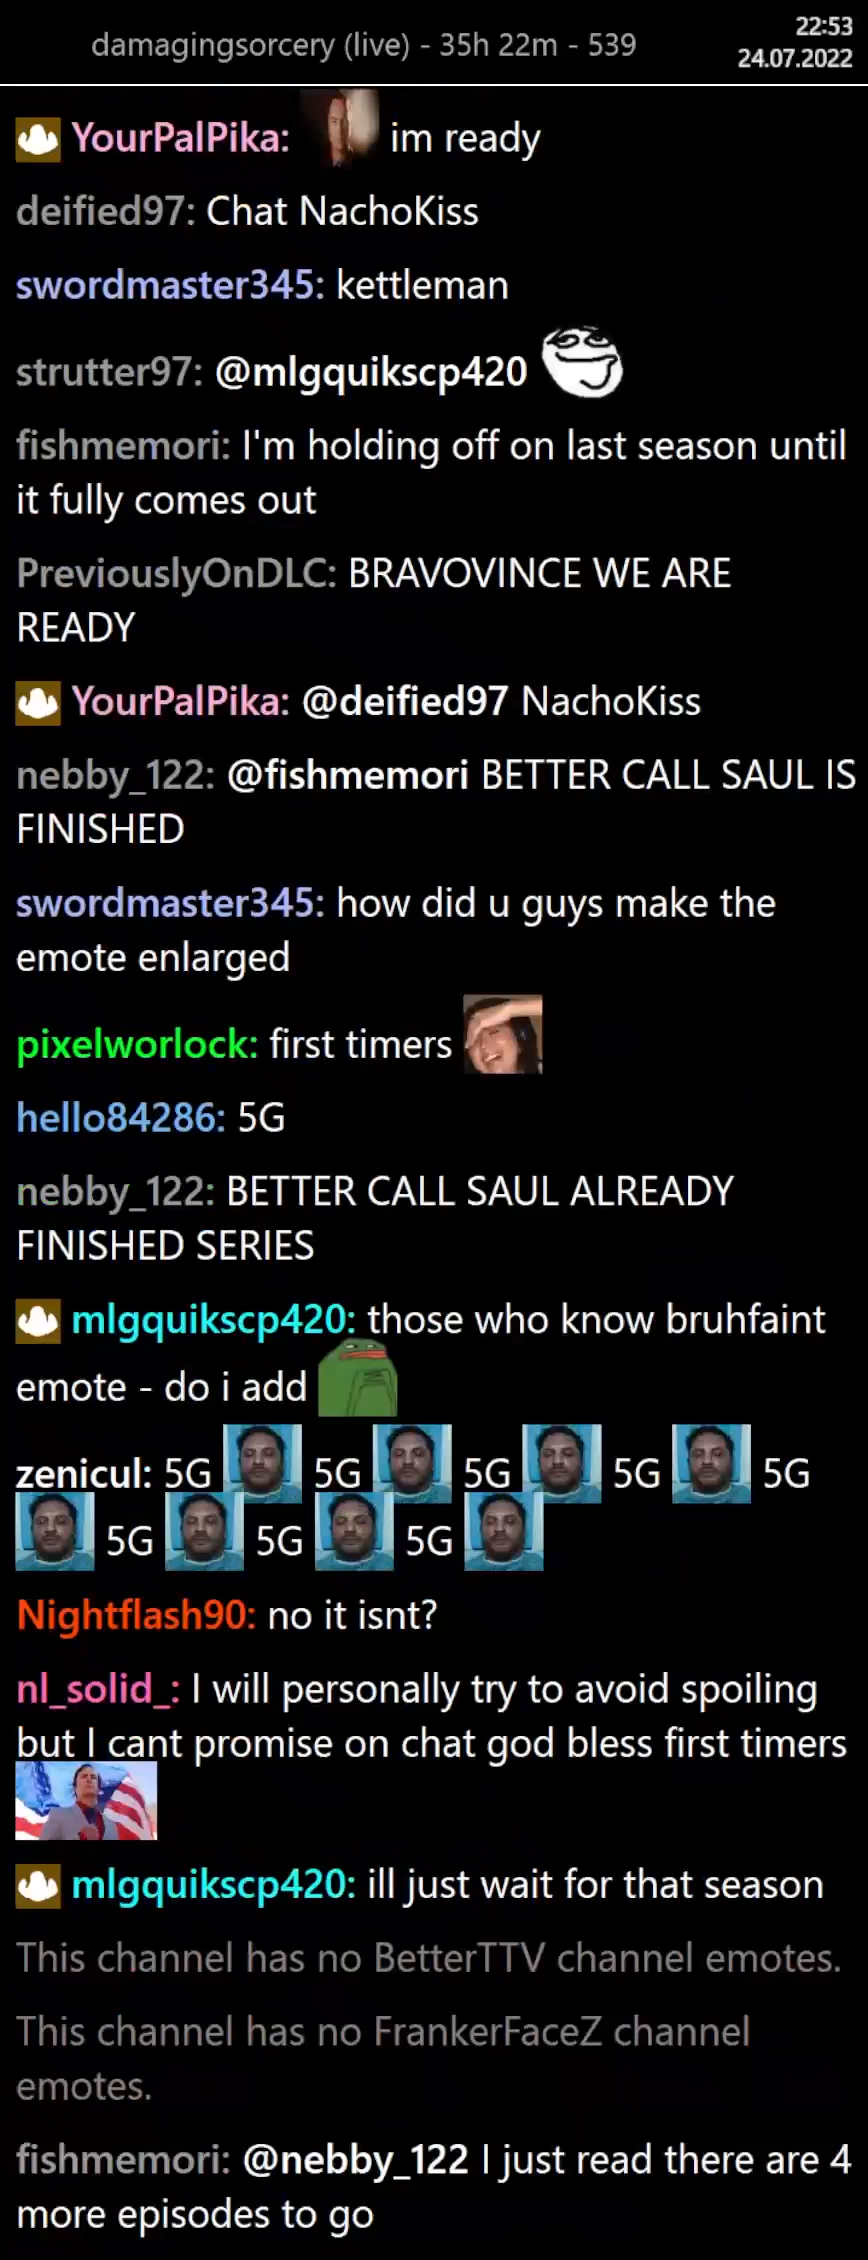 damagingsorcery (live) - 35h 22m - 539
22:53
24.07.2022
YourPalPika: im ready
deified97: Chat NachoKiss
swordmaster345: kettleman
strutter97: @mlgquikscp420
fishmemori: I'm holding off on last season until
it fully comes out
PreviouslyOnDLC: BRAVOVINCE WE ARE
READY
YourPalPika: @deified97 NachoKiss
nebby_122: @fishmemori BETTER CALL SAUL IS
FINISHED
swordmaster345: how did u guys make the
emote enlarged
pixelworlock: first timers
hello84286: 5G
nebby_122: BETTER CALL SAUL ALREADY
FINISHED SERIES
mlgquikscp420: those who know bruhfaint
emote - do i add
zenicul: 5G 5G 5G 5G 5G
5G 5G 5G
Nightflash90: no it isnt?
nl_solid_: I will personally try to avoid spoiling
but I cant promise on chat god bless first timers
mlgquikscp420: ill just wait for that season
This channel has no BetterTTV channel emotes.
This channel has no FrankerFaceZ channel
emotes.
fishmemori: @nebby_122 I just read there are 4
more episodes to go